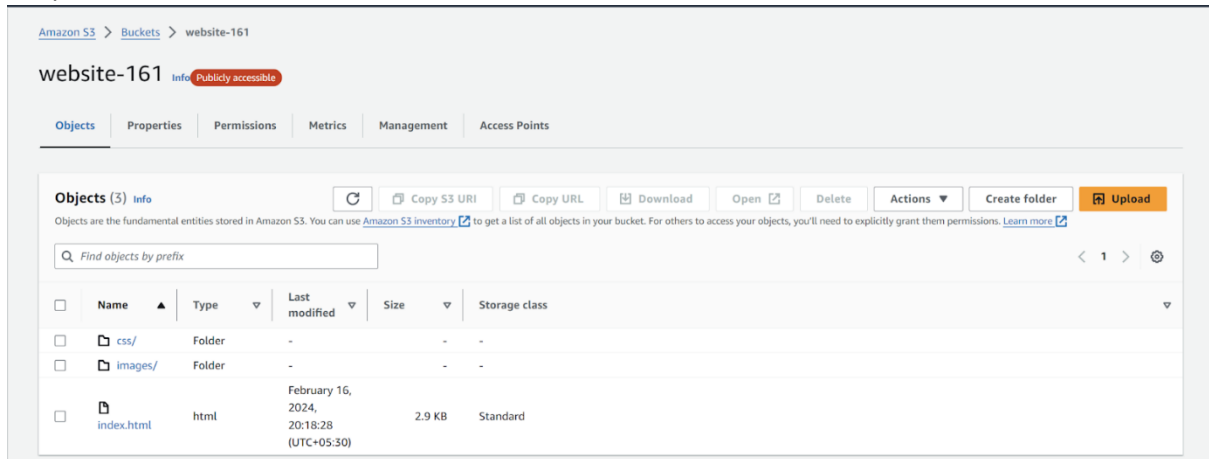 Amazon S3 > Buckets > website-161
website-161 Info Publicly accessible
Objects Properties Permissions Metrics Management Access Points
Objects (3) Info Copy S3 URI Copy URL Download Open Delete Actions Create folder Upload
Objects are the fundamental entities stored in Amazon S3. You can use Amazon S3 inventory to get a list of all objects in your bucket. For others to access your objects, you'll need to explicitly grant them permissions. Learn more
Find objects by prefix < 1 >
Name Type Last modified Size Storage class
css/ Folder - - -
images/ Folder - - -
index.html html February 16, 2024, 20:18:28 (UTC+05:30) 2.9 KB Standard